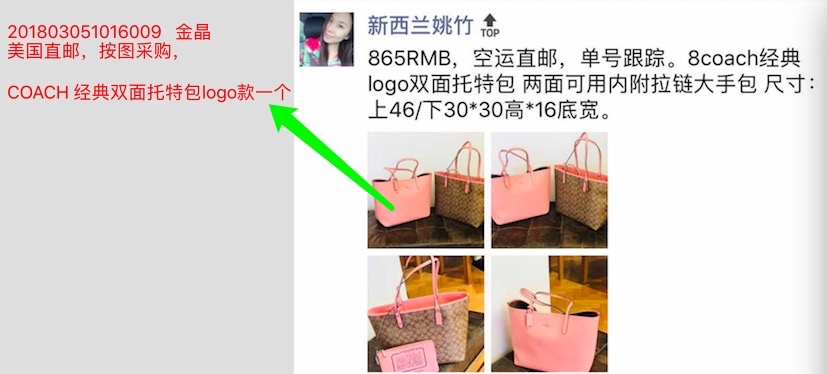 201803051016009 金晶
美国直邮，按图采购，
COACH 经典双面托特包logo款一个
新西兰姚竹 TOP
865RMB，空运直邮，单号跟踪。8coach经典
logo双面托特包 两面可用内附拉链大手包 尺寸：
上46/下30*30高*16底宽。